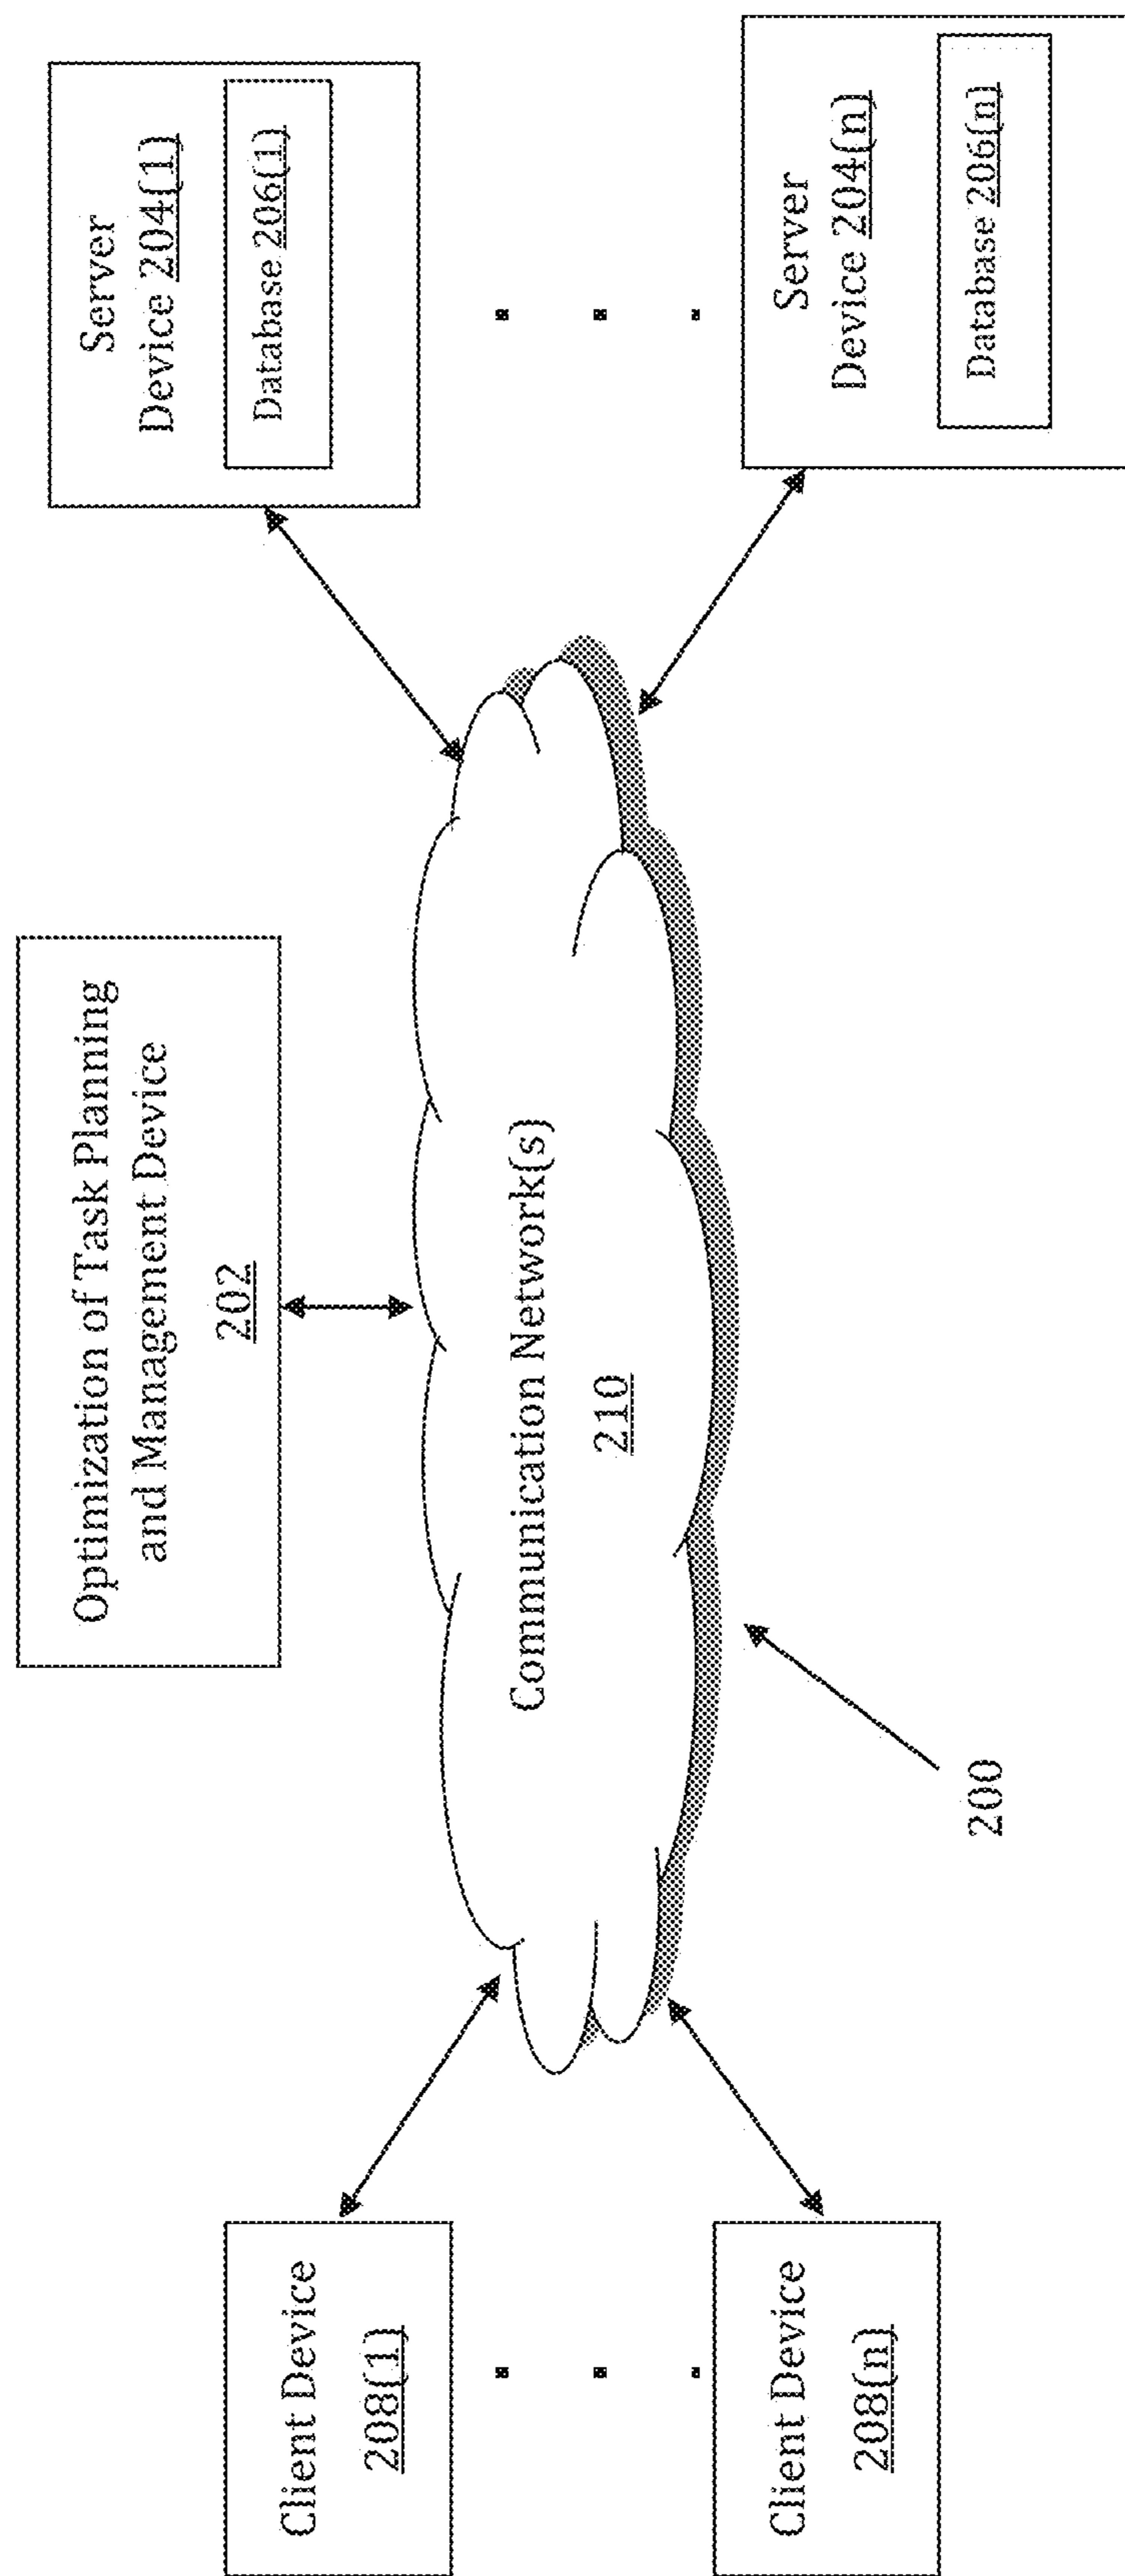 Optimization of Task Planning
and Management Device
202
Client Device
208(1)
Client Device
208(n)
Communication Network(s)
210
200
Server
Device 204(1)
Database 206(1)
Server
Device 204(n)
Database 206(n)